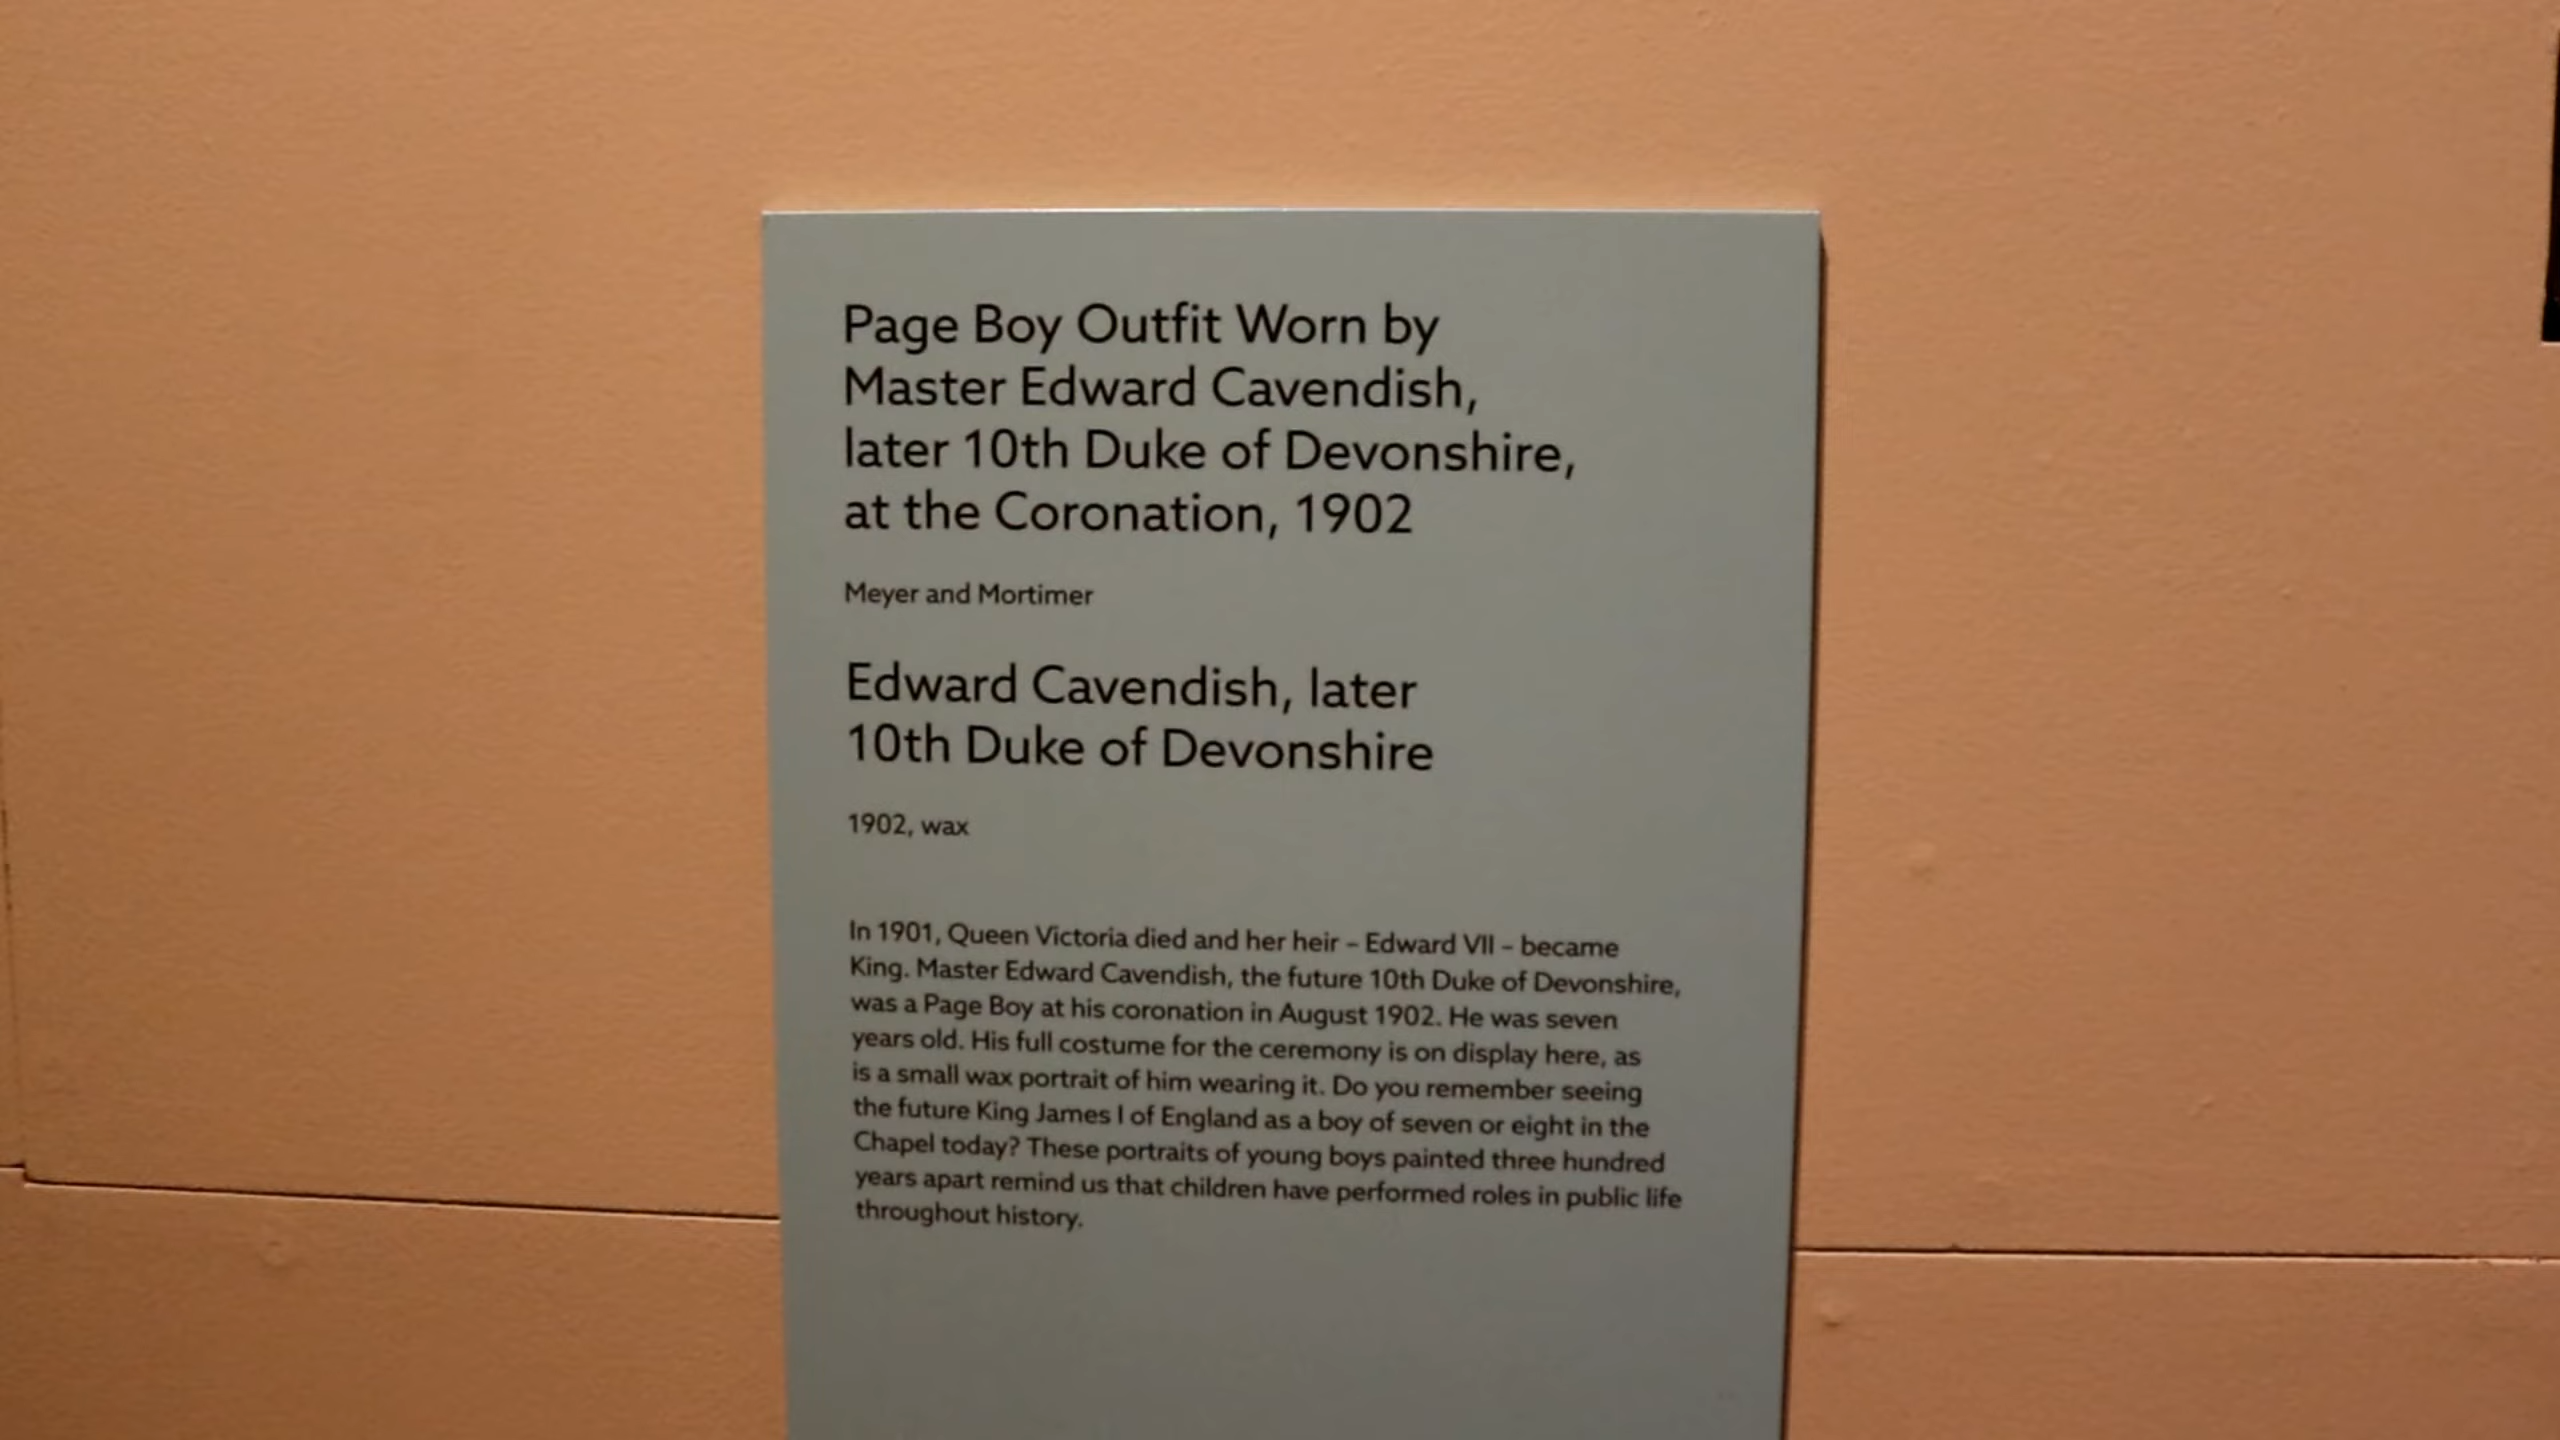 Page Boy Outfit Worn by
Master Edward Cavendish,
later 10th Duke of Devonshire,
at the Coronation, 1902
Meyer and Mortimer
Edward Cavendish, later
10th Duke of Devonshire
1902, wax
In 1901, Queen Victoria died and her heir – Edward VII – became
King. Master Edward Cavendish, the future 10th Duke of Devonshire,
was a Page Boy at his coronation in August 1902. He was seven
years old. His full costume for the ceremony is on display here, as
is a small wax portrait of him wearing it. Do you remember seeing
the future King James I of England as a boy of seven or eight in the
Chapel today? These portraits of young boys painted three hundred
years apart remind us that children have performed roles in public life
throughout history.